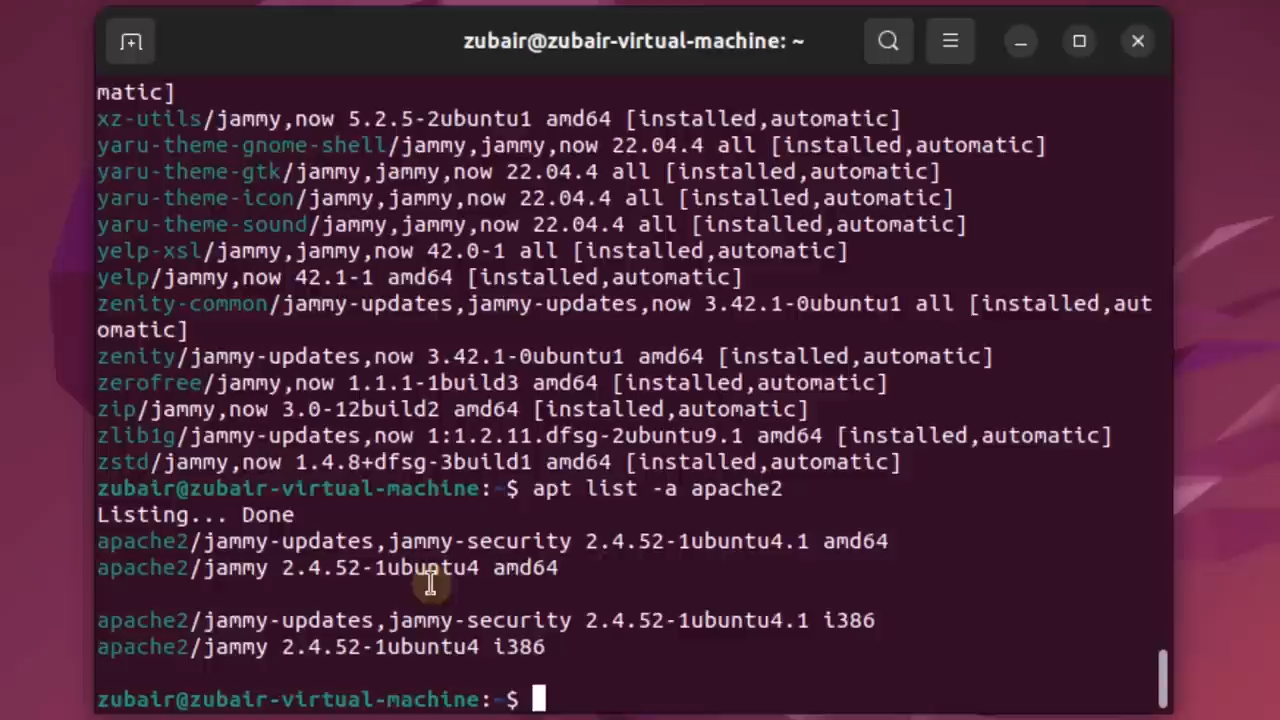 zubair@zubair-virtual-machine: ~
matic]
xz-utils/jammy,now 5.2.5-2ubuntu1 amd64 [installed,automatic]
yaru-theme-gnome-shell/jammy,jammy,now 22.04.4 all [installed,automatic]
yaru-theme-gtk/jammy,jammy,now 22.04.4 all [installed,automatic]
yaru-theme-icon/jammy,jammy,now 22.04.4 all [installed,automatic]
yaru-theme-sound/jammy,jammy,now 22.04.4 all [installed,automatic]
yelp-xsl/jammy,jammy,now 42.0-1 all [installed,automatic]
yelp/jammy,now 42.1-1 amd64 [installed,automatic]
zenity-common/jammy-updates,jammy-updates,now 3.42.1-0ubuntu1 all [installed,aut
omatic]
zenity/jammy-updates,now 3.42.1-0ubuntu1 amd64 [installed,automatic]
zerofree/jammy,now 1.1.1-1build3 amd64 [installed,automatic]
zip/jammy,now 3.0-12build2 amd64 [installed,automatic]
zlib1g/jammy-updates,now 1:1.2.11.dfsg-2ubuntu9.1 amd64 [installed,automatic]
zstd/jammy,now 1.4.8+dfsg-3build1 amd64 [installed,automatic]
zubair@zubair-virtual-machine:~$ apt list -a apache2
Listing... Done
apache2/jammy-updates,jammy-security 2.4.52-1ubuntu4.1 amd64
apache2/jammy 2.4.52-1ubuntu4 amd64
apache2/jammy-updates,jammy-security 2.4.52-1ubuntu4.1 i386
apache2/jammy 2.4.52-1ubuntu4 i386
zubair@zubair-virtual-machine:~$